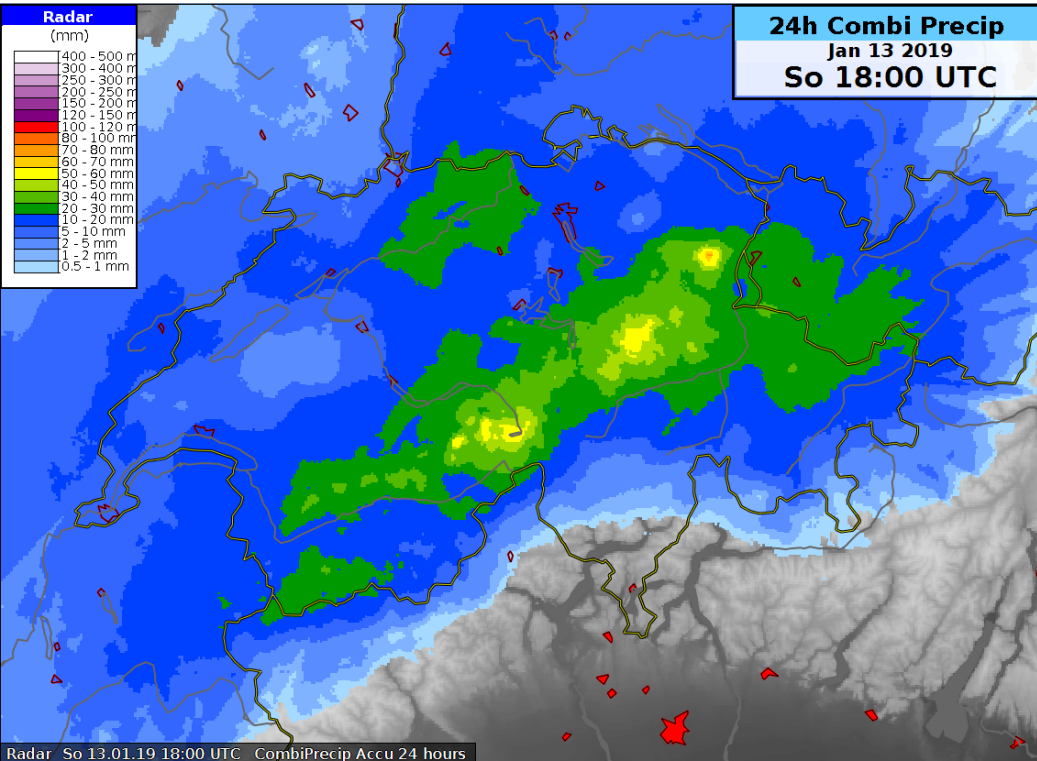 Radar
(mm)
400 - 500 m
300 - 400 m
250 - 300 m
200 - 250 m
150 - 200 m
120 - 150 m
100 - 120 m
80 - 100 mm
70 - 80 mm
60 - 70 mm
50 - 60 mm
40 - 50 mm
30 - 40 mm
20 - 30 mm
10 - 20 mm
5 - 10 mm
2 - 5 mm
1 - 2 mm
0.5 - 1 mm
24h Combi Precip
Jan 13 2019
So 18:00 UTC
Radar So 13.01.19 18:00 UTC CombiPrecip Accu 24 hours